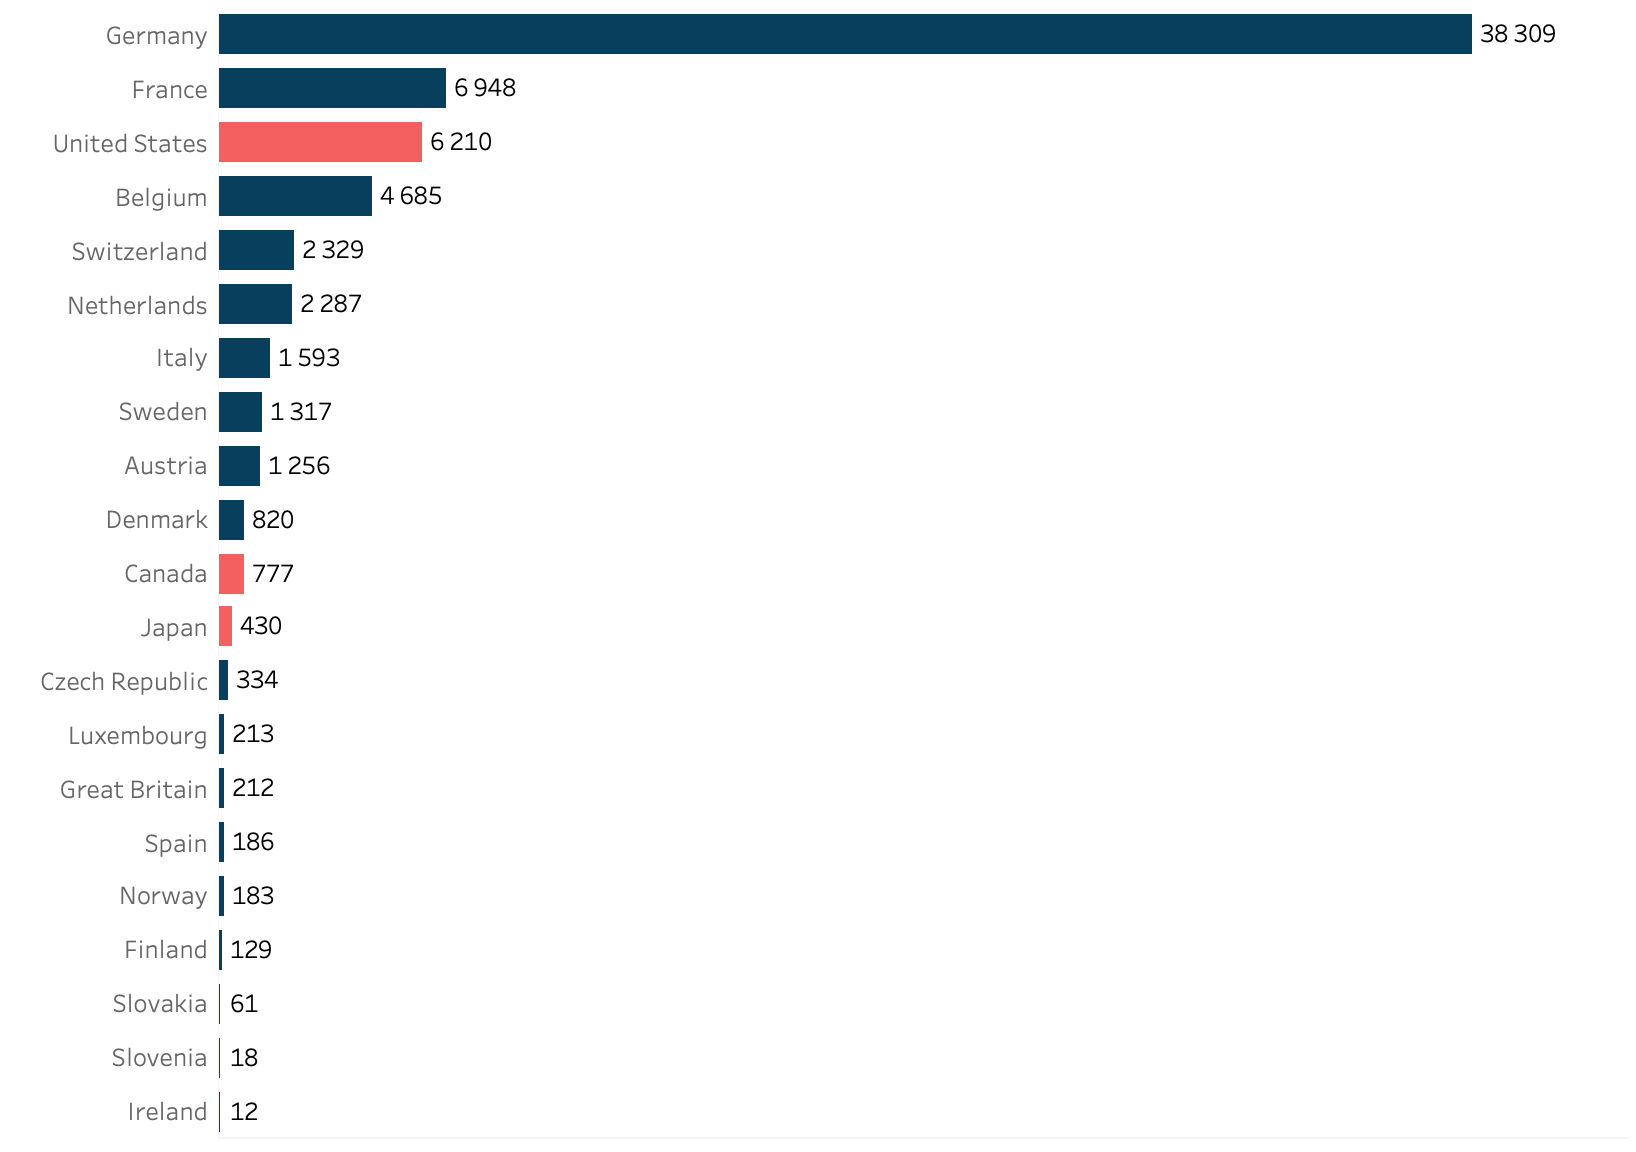 Germany 38 309
France 6 948
United States 6 210
Belgium 4 685
Switzerland 2 329
Netherlands 2 287
Italy 1 593
Sweden 1 317
Austria 1 256
Denmark 820
Canada 777
Japan 430
Czech Republic 334
Luxembourg 213
Great Britain 212
Spain 186
Norway 183
Finland 129
Slovakia 61
Slovenia 18
Ireland 12